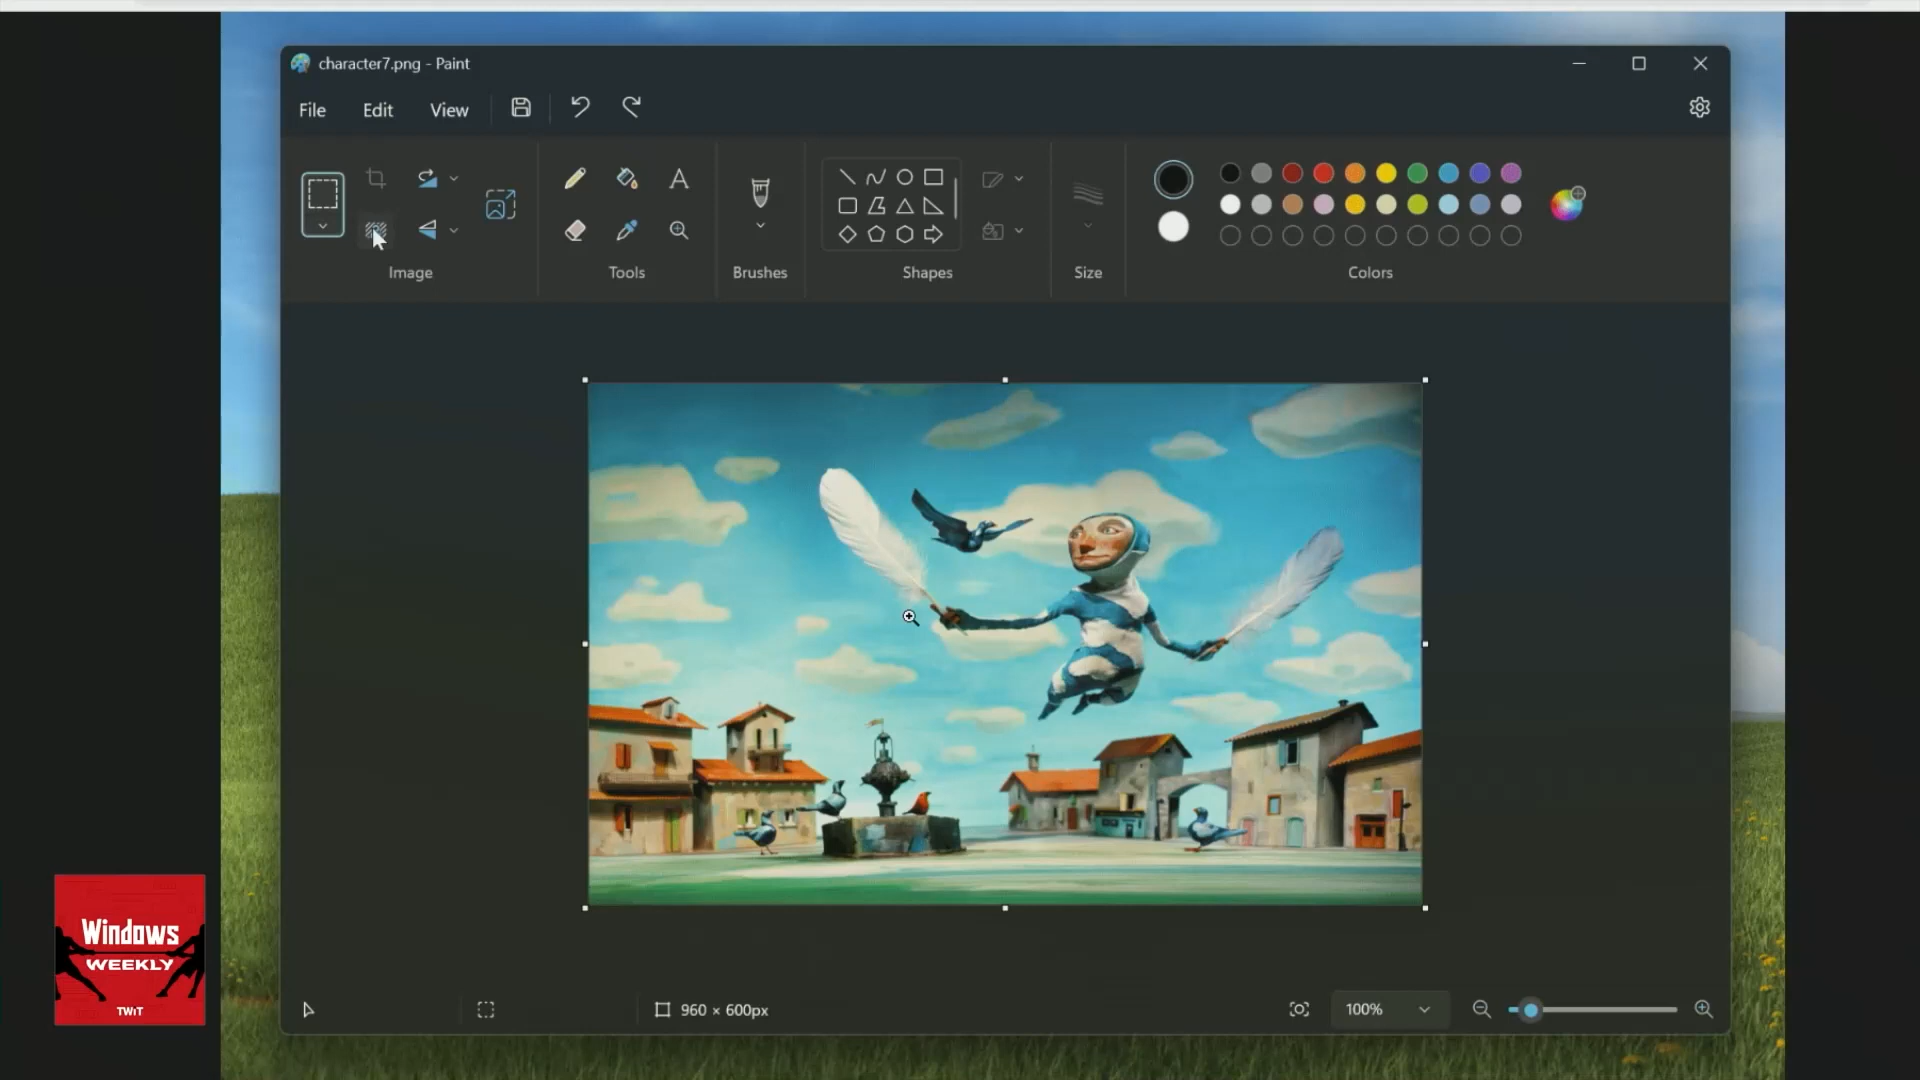 character7.png - Paint
File Edit View
Image Tools Brushes Shapes Size Colors
Windows
WEEKLY
TWiT
960 × 600px 100%